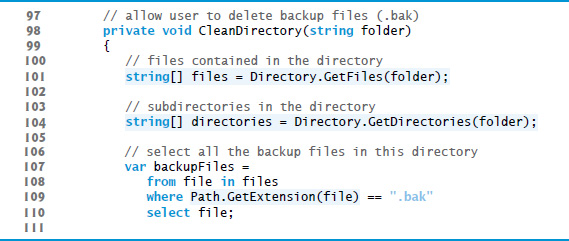 97 // allow user to delete backup files (.bak)
98 private void CleanDirectory(string folder)
99 {
100 // files contained in the directory
101 string[] files = Directory.GetFiles(folder);
102
103 // subdirectories in the directory
104 string[] directories = Directory.GetDirectories(folder);
105
106 // select all the backup files in this directory
107 var backupFiles =
108 from file in files
109 where Path.GetExtension(file) == ".bak"
110 select file;
111